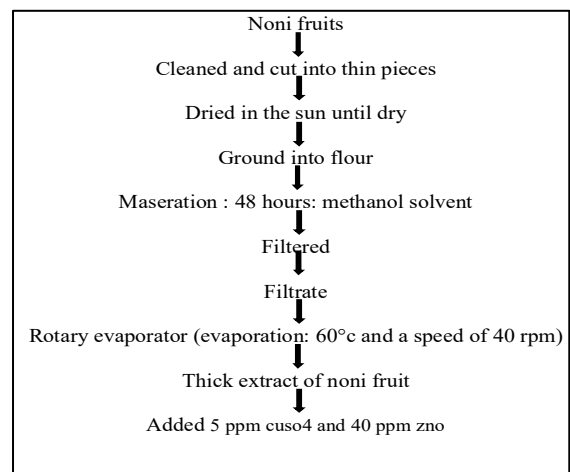 Noni fruits
Cleaned and cut into thin pieces
Dried in the sun until dry
Ground into flour
Maseration : 48 hours: methanol solvent
Filtered
Filtrate
Rotary evaporator (evaporation: 60°c and a speed of 40 rpm)
Thick extract of noni fruit
Added 5 ppm cuso4 and 40 ppm zno